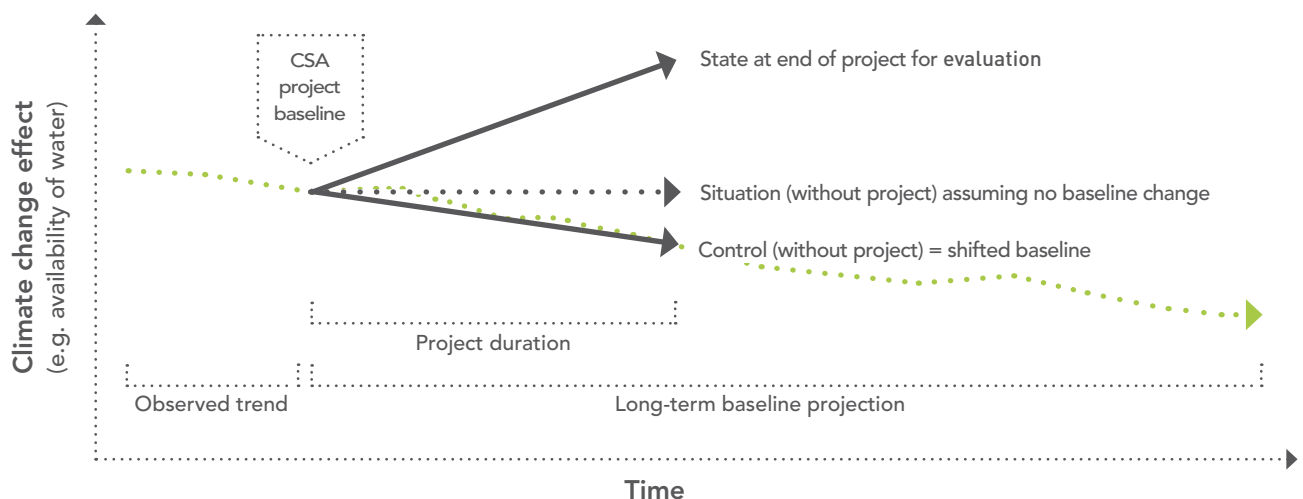 CSA
project
baseline
State at end of project for evaluation
Situation (without project) assuming no baseline change
Control (without project) = shifted baseline
Climate change effect
(e.g. availability of water)
Project duration
Observed trend
Long-term baseline projection
Time